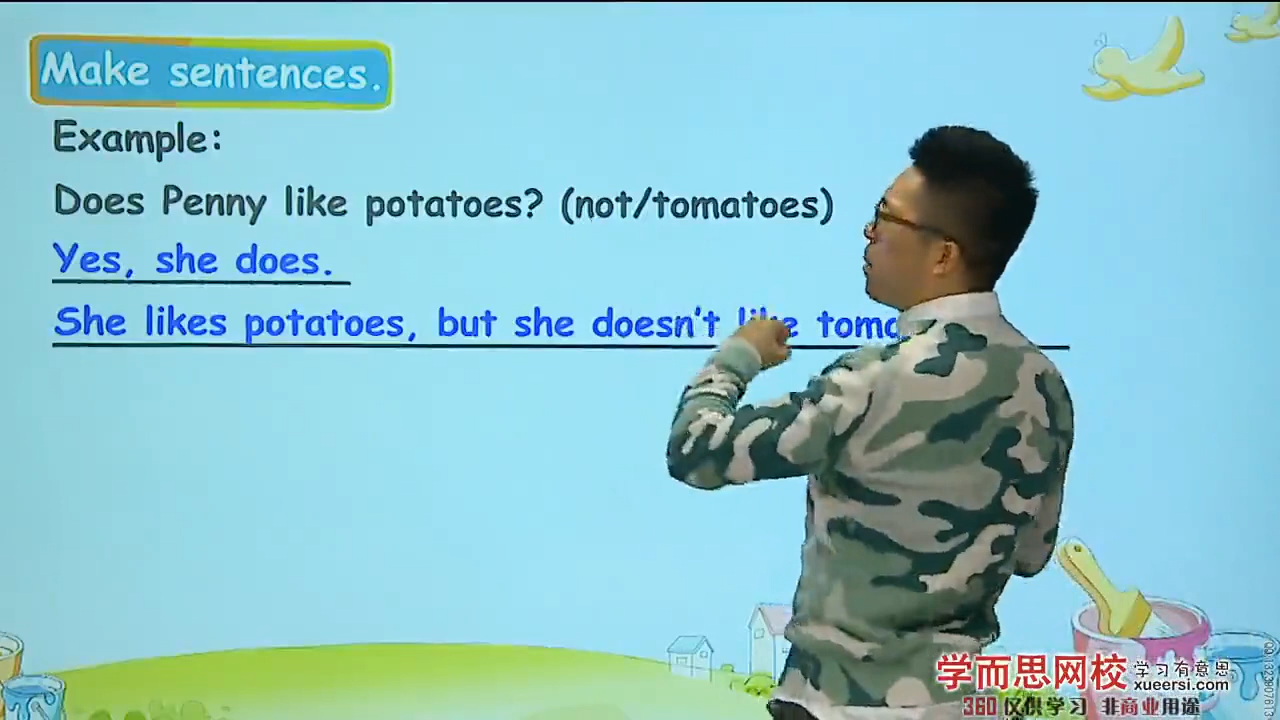 Make sentences.
Example:
Does Penny like potatoes? (not/tomatoes)
Yes, she does.
She likes potatoes, but she doesn't like
学而思网校 学习有意思
xueersi.com
360 仅供学习 非商业用途